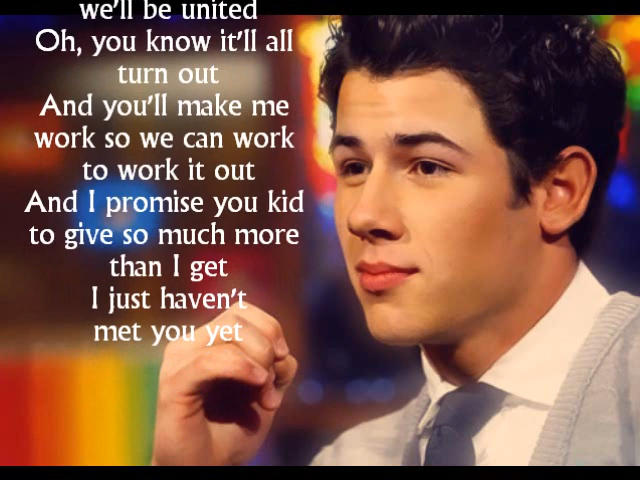 we'll be united
Oh, you know it'll all
turn out
And you'll make me
work so we can work
to work it out
And I promise you kid
to give so much more
than I get
I just haven't
met you yet